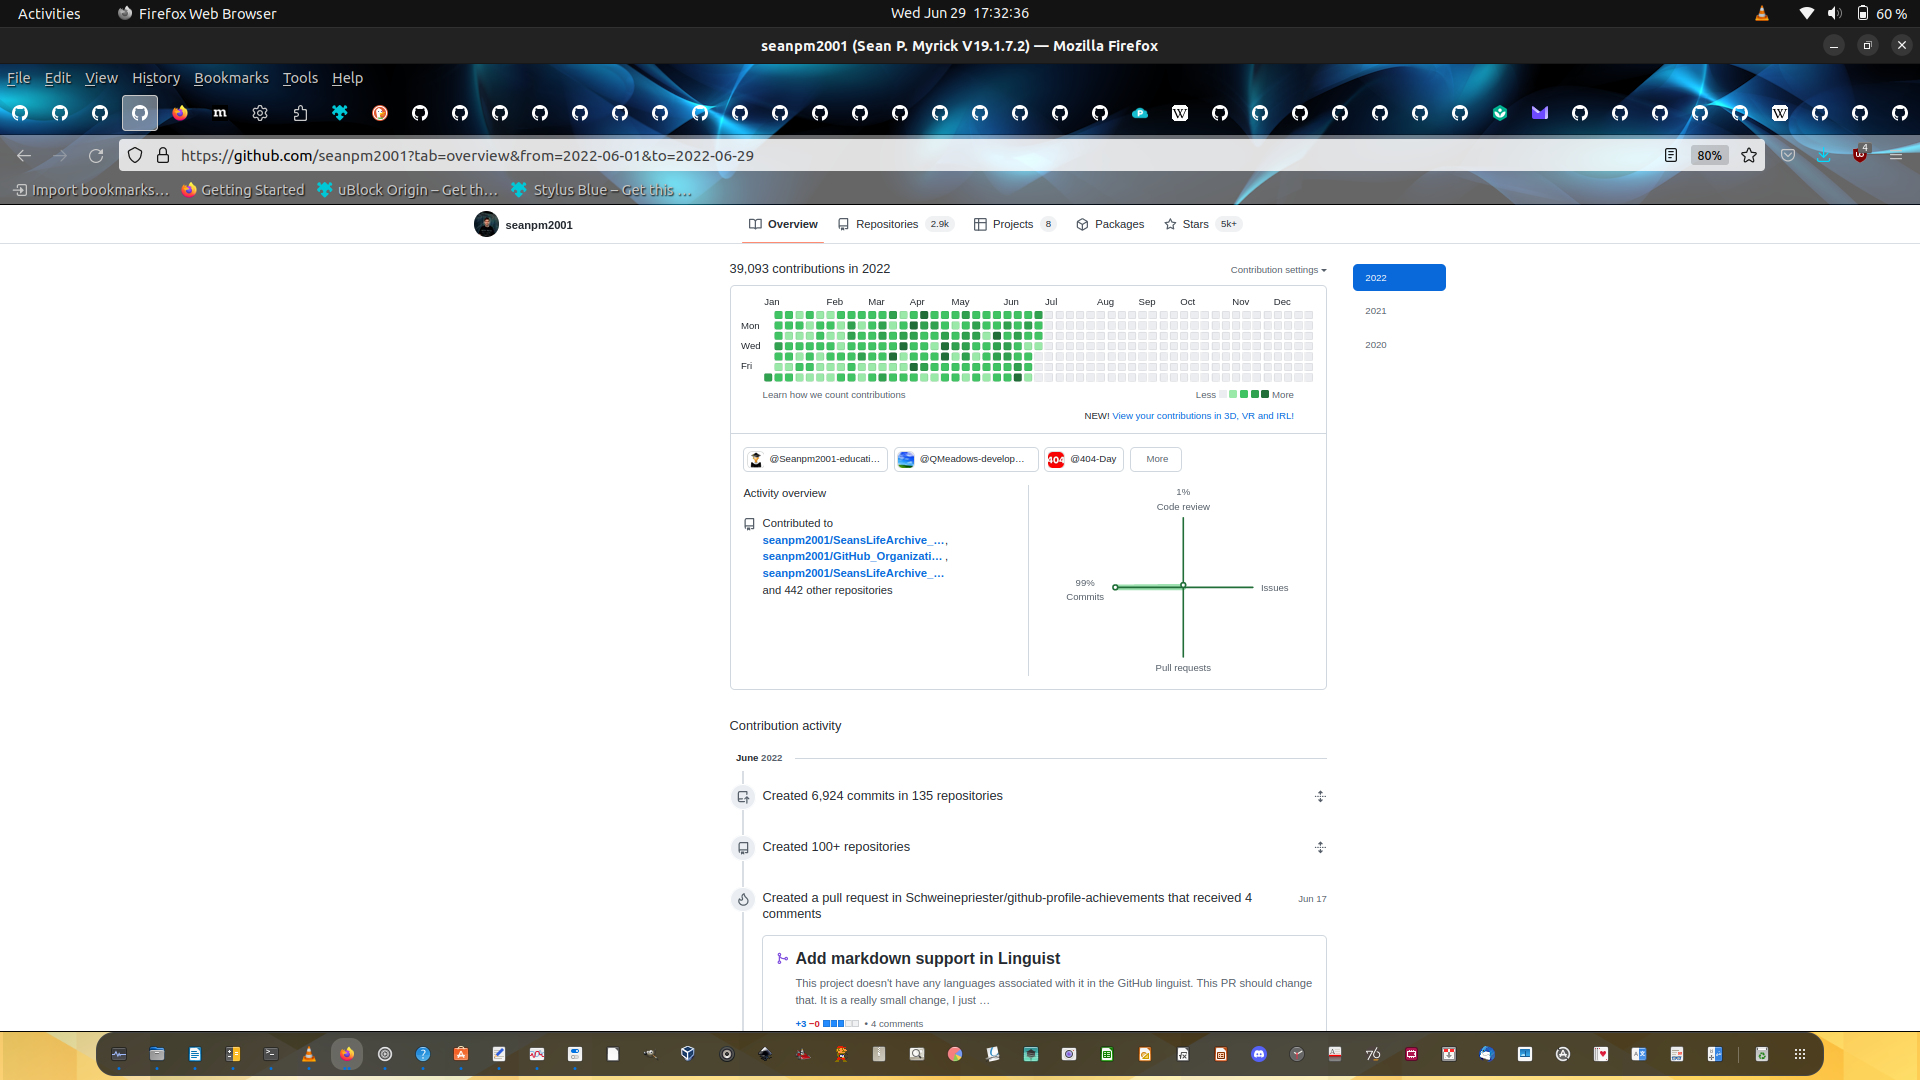 Activities
Firefox Web Browser
Wed Jun 29 17:32:36
60 %
seanpm2001 (Sean P. Myrick V19.1.7.2) — Mozilla Firefox
File Edit View History Bookmarks Tools Help
https://github.com/seanpm2001?tab=overview&from=2022-06-01&to=2022-06-29
80%
4
Import bookmarks…
Getting Started
uBlock Origin – Get th…
Stylus Blue – Get this …
seanpm2001
Overview
Repositories 2.9k
Projects 8
Packages
Stars 5k+
39,093 contributions in 2022
Contribution settings
2022
2021
2020
Jan Feb Mar Apr May Jun Jul Aug Sep Oct Nov Dec
Mon
Wed
Fri
Learn how we count contributions
Less
More
NEW! View your contributions in 3D, VR and IRL!
@Seanpm2001-educati…
@QMeadows-develop…
404
@404-Day
More
Activity overview
Contributed to
seanpm2001/SeansLifeArchive_…,
seanpm2001/GitHub_Organizati… ,
seanpm2001/SeansLifeArchive_…
and 442 other repositories
1%
Code review
99%
Commits
Issues
Pull requests
Contribution activity
June 2022
Created 6,924 commits in 135 repositories
Created 100+ repositories
Created a pull request in Schweinepriester/github-profile-achievements that received 4
comments
Jun 17
Add markdown support in Linguist
This project doesn't have any languages associated with it in the GitHub linguist. This PR should change
that. It is a really small change, I just …
+3 −0 • 4 comments